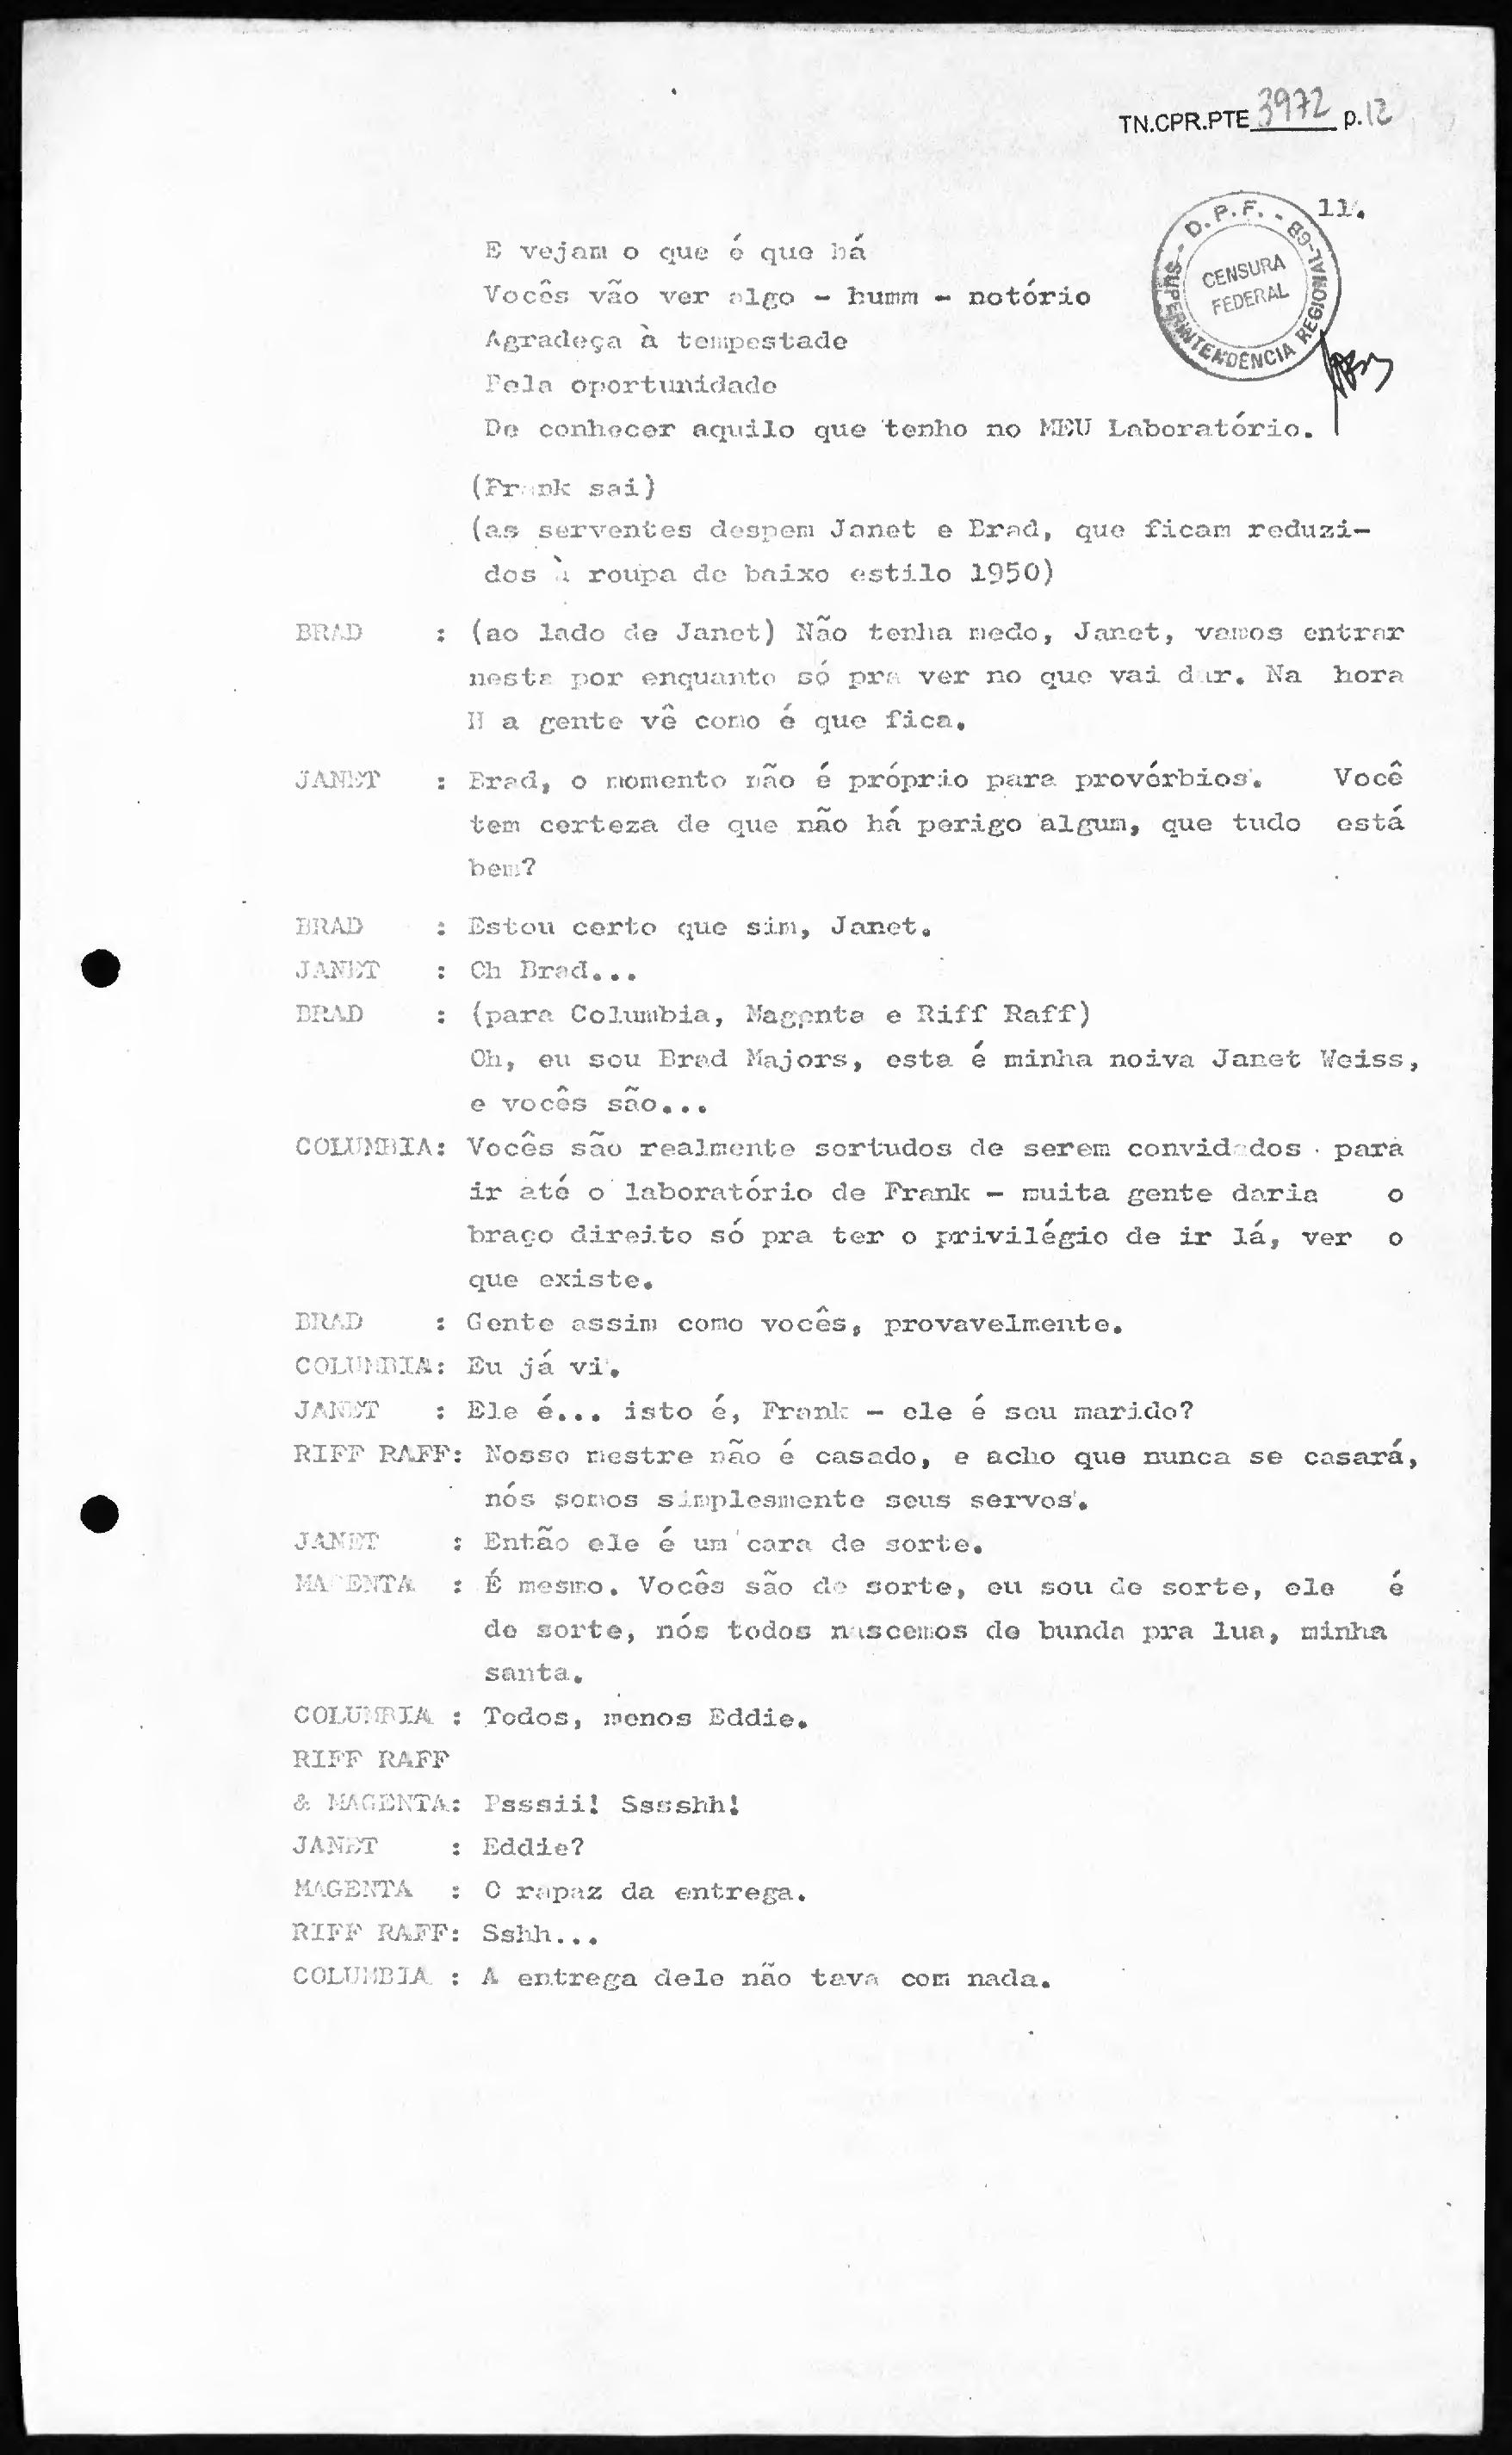 TN.CPR.PTE 3972 p.12
11.
D.P.F. - SUPERINTENDÊNCIA REGIONAL-GB
CENSURA
FEDERAL
E vejam o que é que há
Vocês vão ver algo - humm - notório
Agradeça à tempestade
Pela oportunidade
De conhecer aquilo que tenho no MEU Laboratório.
(Frank sai)
(as serventes despem Janet e Brad, que ficam reduzi-
dos à roupa de baixo estilo 1950)
BRAD : (ao lado de Janet) Não tenha medo, Janet, vamos entrar
nesta por enquanto só pra ver no que vai dar. Na hora
H a gente vê como é que fica.
JANET : Brad, o momento não é próprio para provérbios. Você
tem certeza de que não há perigo algum, que tudo está
bem?
BRAD : Estou certo que sim, Janet.
JANET : Oh Brad...
BRAD : (para Columbia, Magenta e Riff Raff)
Oh, eu sou Brad Majors, esta é minha noiva Janet Weiss,
e vocês são...
COLUMBIA: Vocês são realmente sortudos de serem convidados para
ir até o laboratório de Frank - muita gente daria o
braço direito só pra ter o privilégio de ir lá, ver o
que existe.
BRAD : Gente assim como vocês, provavelmente.
COLUMBIA: Eu já vi.
JANET : Ele é... isto é, Frank - ele é seu marido?
RIFF RAFF: Nosso mestre não é casado, e acho que nunca se casará,
nós somos simplesmente seus servos.
JANET : Então ele é um cara de sorte.
MAGENTA : É mesmo. Vocês são de sorte, eu sou de sorte, ele é
de sorte, nós todos nascemos de bunda pra lua, minha
santa.
COLUMBIA : Todos, menos Eddie.
RIFF RAFF
& MAGENTA: Psssii! Sssshh!
JANET : Eddie?
MAGENTA : O rapaz da entrega.
RIFF RAFF: Sshh...
COLUMBIA : A entrega dele não tava com nada.